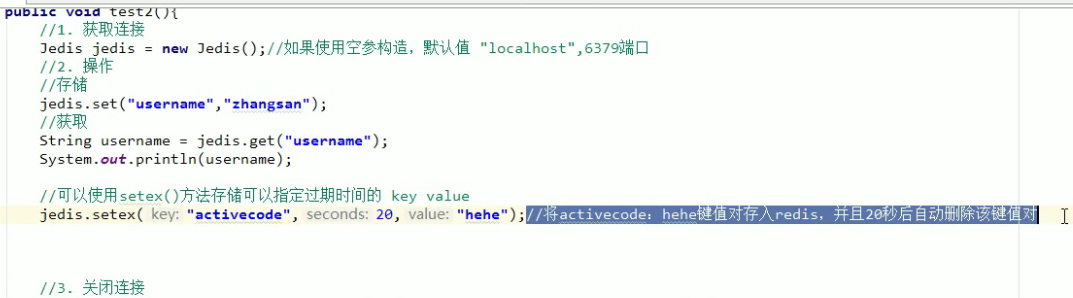 public void test2(){
//1. 获取连接
Jedis jedis = new Jedis();//如果使用空参构造，默认值 "localhost",6379端口
//2. 操作
//存储
jedis.set("username","zhangsan");
//获取
String username = jedis.get("username");
System.out.println(username);
//可以使用setex()方法存储可以指定过期时间的 key value
jedis.setex( key: "activecode", seconds: 20, value: "hehe");//将activecode：hehe键值对存入redis，并且20秒后自动删除该键值对
//3. 关闭连接